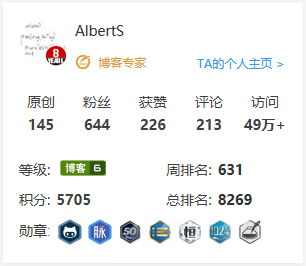 AlbertS
8
YEARS
博客专家
TA的个人主页 >
原创 粉丝 获赞 评论 访问
145 644 226 213 49万+
等级: 博客 6 周排名: 631
积分: 5705 总排名: 8269
勋章: 脉 50 1024